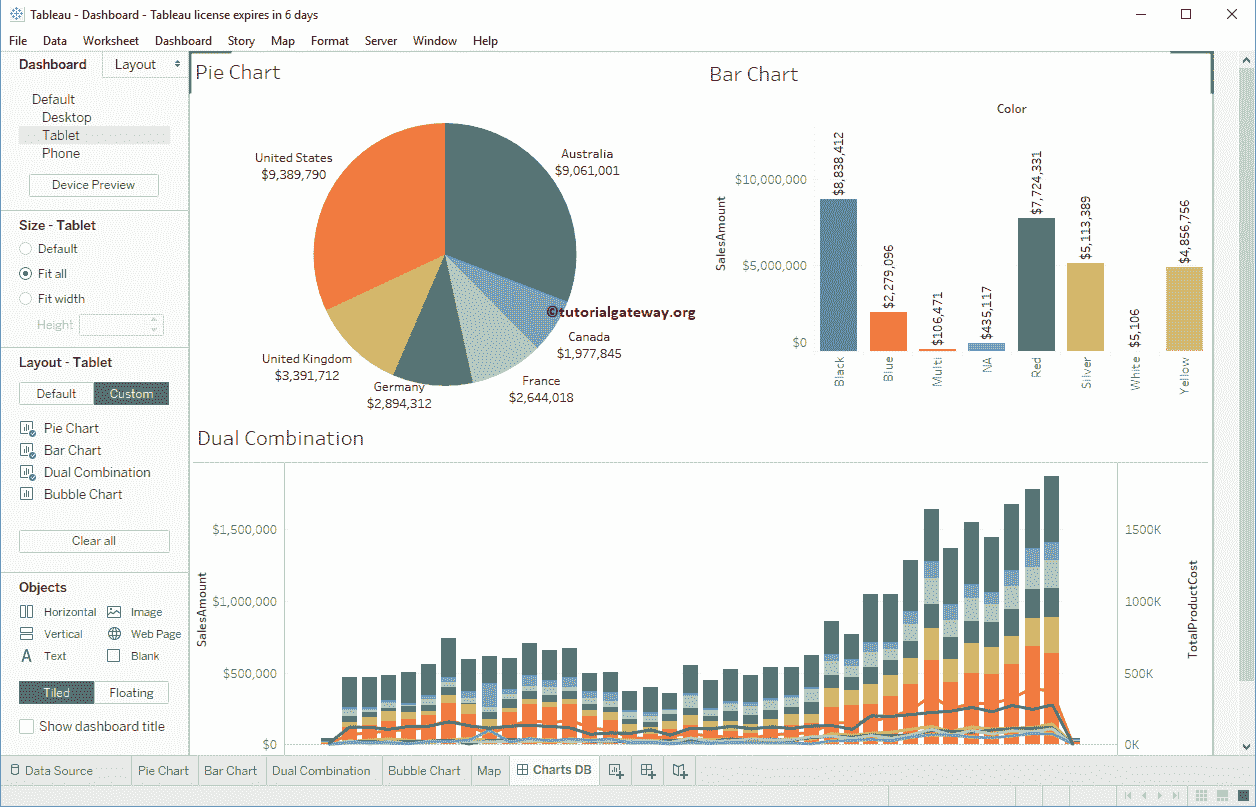 Tableau - Dashboard - Tableau license expires in 6 days
File Data Worksheet Dashboard Story Map Format Server Window Help
Dashboard Layout
Default
Desktop
Tablet
Phone
Device Preview
Size - Tablet
Default
Fit all
Fit width
Height
Layout - Tablet
Default Custom
Pie Chart
Bar Chart
Dual Combination
Bubble Chart
Clear all
Objects
Horizontal Image
Vertical Web Page
A Text Blank
Tiled Floating
Show dashboard title
Pie Chart
United States
$9,389,790
Australia
$9,061,001
©tutorialgateway.org
Canada
$1,977,845
United Kingdom
$3,391,712
France
$2,644,018
Germany
$2,894,312
Bar Chart
Color
SalesAmount
$10,000,000
$5,000,000
$0
$8,838,412
$2,279,096
$106,471
$435,117
$7,724,331
$5,113,389
$5,106
$4,856,756
Black
Blue
Multi
NA
Red
Silver
White
Yellow
Dual Combination
SalesAmount
$1,500,000
$1,000,000
$500,000
$0
1500K
1000K
500K
0K
TotalProductCost
Data Source Pie Chart Bar Chart Dual Combination Bubble Chart Map Charts DB